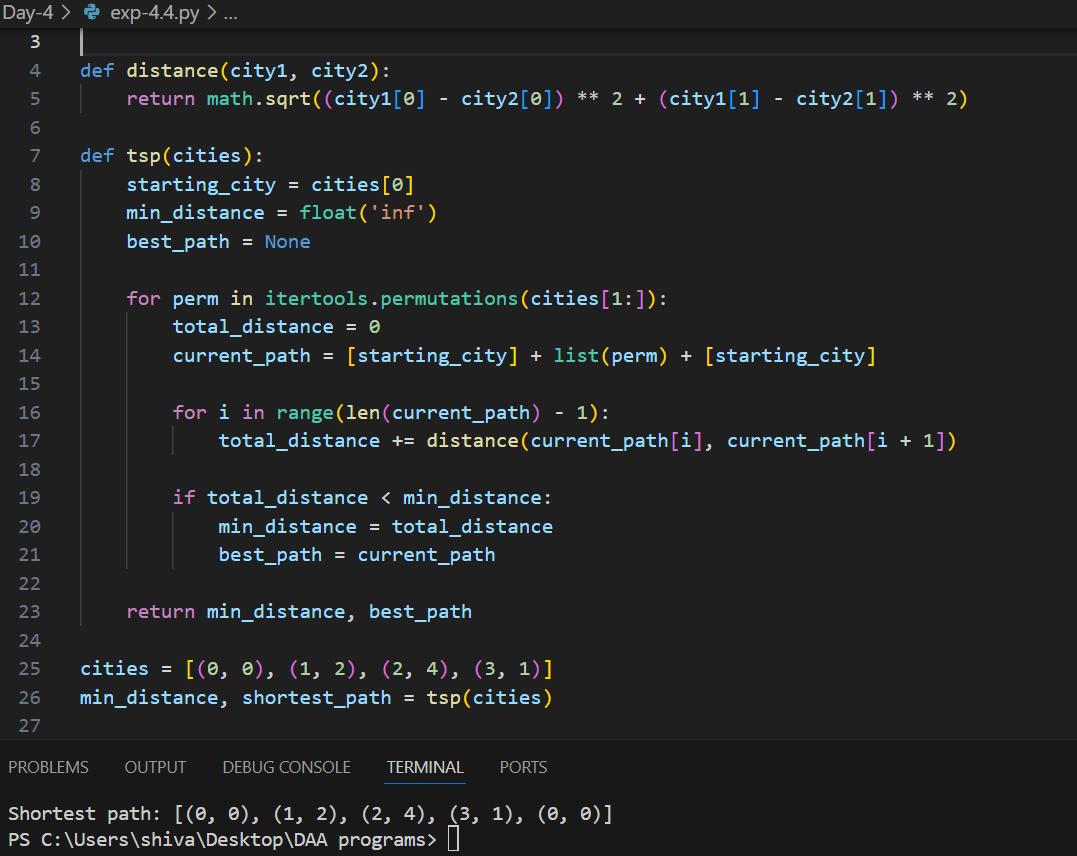 Day-4 > exp-4.4.py > ...
3
4 def distance(city1, city2):
5     return math.sqrt((city1[0] - city2[0]) ** 2 + (city1[1] - city2[1]) ** 2)
6
7 def tsp(cities):
8     starting_city = cities[0]
9     min_distance = float('inf')
10     best_path = None
11
12     for perm in itertools.permutations(cities[1:]):
13         total_distance = 0
14         current_path = [starting_city] + list(perm) + [starting_city]
15
16         for i in range(len(current_path) - 1):
17             total_distance += distance(current_path[i], current_path[i + 1])
18
19         if total_distance < min_distance:
20             min_distance = total_distance
21             best_path = current_path
22
23     return min_distance, best_path
24
25 cities = [(0, 0), (1, 2), (2, 4), (3, 1)]
26 min_distance, shortest_path = tsp(cities)
27
PROBLEMS OUTPUT DEBUG CONSOLE TERMINAL PORTS
Shortest path: [(0, 0), (1, 2), (2, 4), (3, 1), (0, 0)]
PS C:\Users\shiva\Desktop\DAA programs>